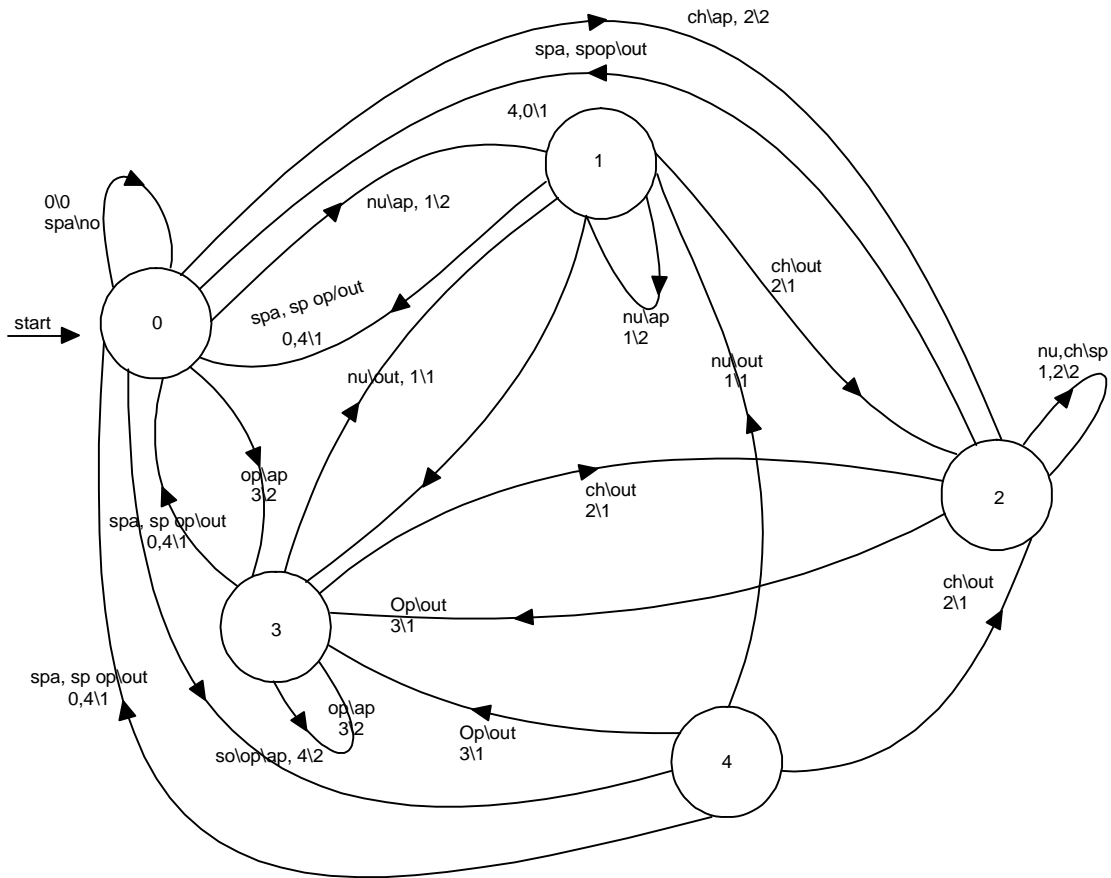 ch\ap, 2\2
spa, spop\out
4,0\1
1
0\0
spa\no
nu\ap, 1\2
ch\out
2\1
spa, sp op/out
0,4\1
start
0
nu\ap
1\2
nu\out
1\1
nu,ch\sp
1,2\2
nu\out, 1\1
op\ap
3\2
ch\out
2\1
2
spa, sp op\out
0,4\1
ch\out
2\1
Op\out
3\1
3
spa, sp op\out
0,4\1
op\ap
3\2
Op\out
3\1
so\op\ap, 4\2
4